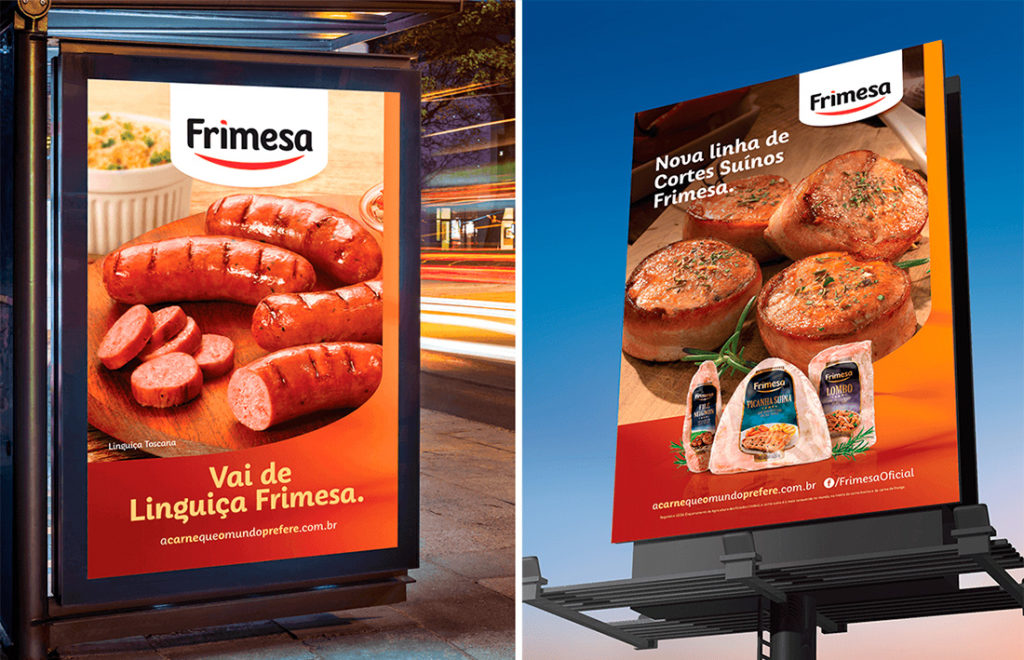 Frimesa
Linguiça Toscana
Vai de
Linguiça Frimesa.
acarnequeomundoprefere.com.br
Frimesa
Nova linha de
Cortes Suínos
Frimesa.
Frimesa
PICANHA SUÍNA
Frimesa
LOMBO
acarnequeomundoprefere.com.br /FrimesaOficial